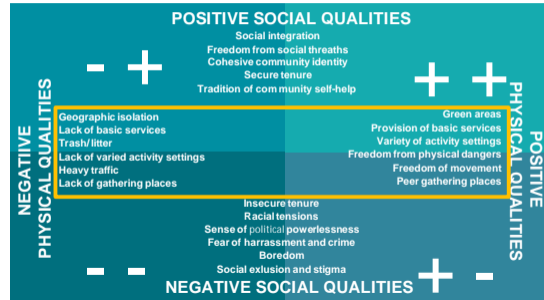 POSITIVE SOCIAL QUALITIES
Social integration
Freedom from social threaths
Cohesive community identity
Secure tenure
Tradition of community self-help
- +
+ +
NEGATIIVE
PHYSICAL QUALITIES
Geographic isolation
Lack of basic services
Trash/litter
Lack of varied activity settings
Heavy traffic
Lack of gathering places
Green areas
Provision of basic services
Variety of activity settings
Freedom from physical dangers
Freedom of movement
Peer gathering places
POSITIVE
PHYSICAL QUALITIES
Insecure tenure
Racial tensions
Sense of political powerlessness
Fear of harrassment and crime
Boredom
Social exlusion and stigma
- -
+ -
NEGATIVE SOCIAL QUALITIES